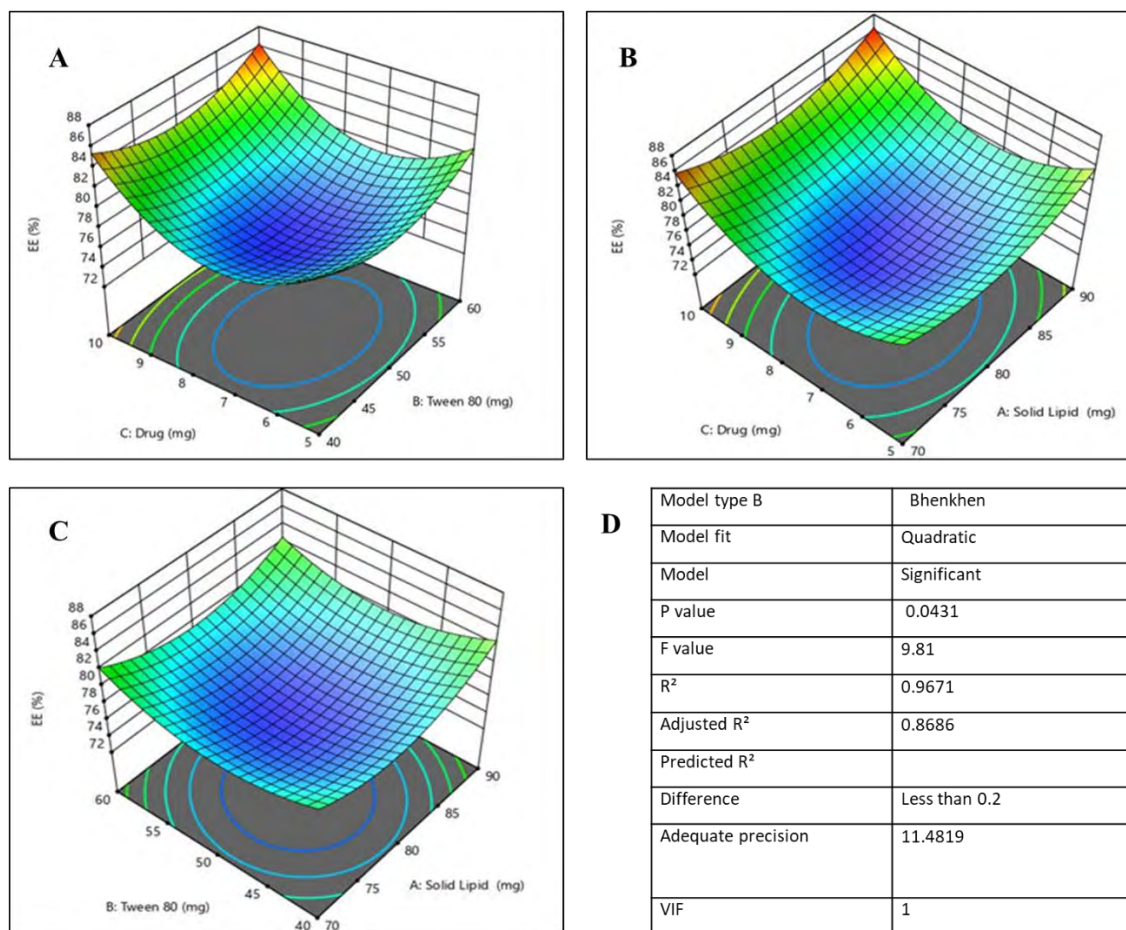 A
88
86
84
82
80
78
76
74
72
EE (%)
10
9
8
7
6
5
40
45
50
55
60
C: Drug (mg)
B: Tween 80 (mg)
B
88
86
84
82
80
78
76
74
72
EE (%)
10
9
8
7
6
5
70
75
80
85
90
C: Drug (mg)
A: Solid Lipid (mg)
C
88
86
84
82
80
78
76
74
72
EE (%)
60
55
50
45
40
70
75
80
85
90
B: Tween 80 (mg)
A: Solid Lipid (mg)
D
Model type B Bhenkhen
Model fit Quadratic
Model Significant
P value 0.0431
F value 9.81
R² 0.9671
Adjusted R² 0.8686
Predicted R²
Difference Less than 0.2
Adequate precision 11.4819
VIF 1